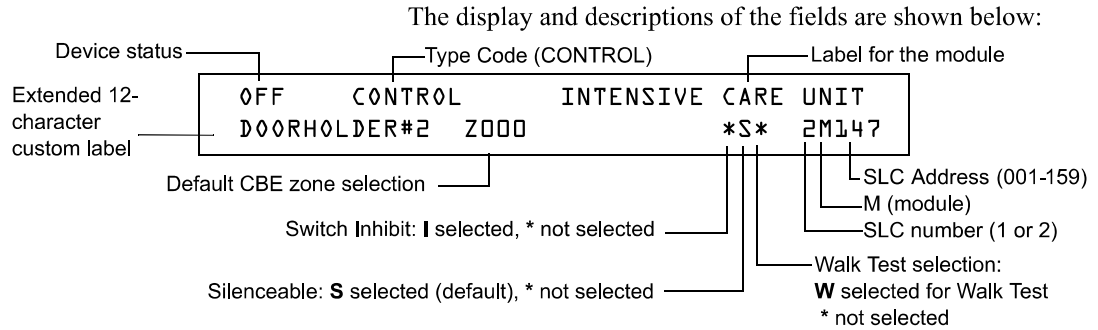 The display and descriptions of the fields are shown below:
Device status
Type Code (CONTROL)
Label for the module
Extended 12-
character
custom label
OFF CONTROL INTENSIVE CARE UNIT
DOORHOLDER#2 Z000 *S* 2M147
Default CBE zone selection
SLC Address (001-159)
M (module)
SLC number (1 or 2)
Switch Inhibit: I selected, * not selected
Silenceable: S selected (default), * not selected
Walk Test selection:
W selected for Walk Test
* not selected